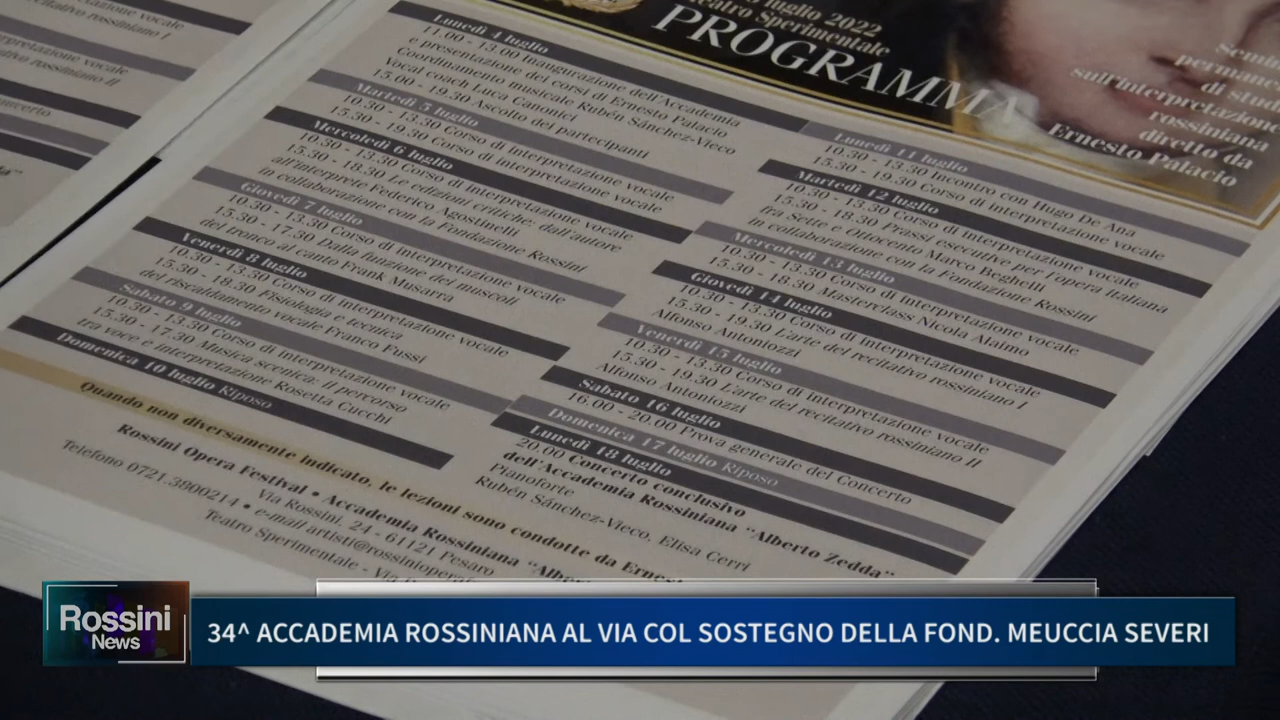 luglio 2022
Teatro Sperimentale
PROGRAMMA
permanente
di studi
sull'interpretazione
rossiniana
diretto da
Ernesto Palacio
vocale
recitativo rossiniano I
vocale
rossiniano II
Lunedì 4 luglio
11.00 - 13.00 Inaugurazione dell'Accademia
e presentazione dei corsi di Ernesto Palacio
Coordinamento musicale Rubén Sánchez-Vieco
Vocal coach Luca Canonici
15.00 - 19.30 Ascolto dei partecipanti
Martedì 5 luglio
10.30 - 13.30 Corso di interpretazione vocale
15.30 - 19.30 Corso di interpretazione vocale
Mercoledì 6 luglio
10.30 - 13.30 Corso di interpretazione vocale
15.30 - 18.30 Le edizioni critiche: dall'autore
all'interprete Federico Agostinelli
in collaborazione con la Fondazione Rossini
Giovedì 7 luglio
10.30 - 13.30 Corso di interpretazione vocale
15.30 - 17.30 Dalla funzione dei muscoli
del tronco al canto Frank Musarra
Venerdì 8 luglio
10.30 - 13.30 Corso di interpretazione vocale
15.30 - 18.30 Fisiologia e tecnica
del riscaldamento vocale Franco Fussi
Sabato 9 luglio
10.30 - 13.30 Corso di interpretazione vocale
15.30 - 17.30 Musica scenica: il percorso
tra voce e interpretazione Rosetta Cucchi
Domenica 10 luglio Riposo
Lunedì 11 luglio
10.30 - 13.30 Incontro con Hugo De Ana
15.30 - 19.30 Corso di interpretazione vocale
Martedì 12 luglio
10.30 - 13.30 Corso di interpretazione vocale
15.30 - 18.30 Prassi esecutive per l'opera italiana
fra Sette e Ottocento Marco Beghelli
in collaborazione con la Fondazione Rossini
Mercoledì 13 luglio
10.30 - 13.30 Corso di interpretazione vocale
15.30 - 18.30 Masterclass Nicola Alaimo
Giovedì 14 luglio
10.30 - 13.30 Corso di interpretazione vocale
15.30 - 19.30 L'arte del recitativo rossiniano I
Alfonso Antoniozzi
Venerdì 15 luglio
10.30 - 13.30 Corso di interpretazione vocale
15.30 - 19.30 L'arte del recitativo rossiniano II
Alfonso Antoniozzi
Sabato 16 luglio
16.00 - 20.00 Prova generale del Concerto
Domenica 17 luglio Riposo
Lunedì 18 luglio
20.00 Concerto conclusivo
dell'Accademia Rossiniana "Alberto Zedda"
Pianoforte
Rubén Sánchez-Vieco, Elisa Cerri
Quando non diversamente indicato, le lezioni sono condotte da
Rossini Opera Festival • Accademia Rossiniana
Via Rossini, 24 - 61121 Pesaro
Telefono 0721.3800214 • e-mail
Teatro Sperimentale -
Rossini
News
34^ ACCADEMIA ROSSINIANA AL VIA COL SOSTEGNO DELLA FOND. MEUCCIA SEVERI